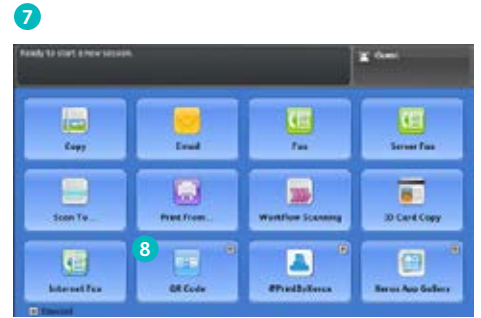 7
Ready to start a new session.
Guest
Copy
Email
Fax
Server Fax
Scan To...
Print From...
Workflow Scanning
ID Card Copy
8
Internet Fax
QR Code
@PrintByXerox
Xerox App Gallery